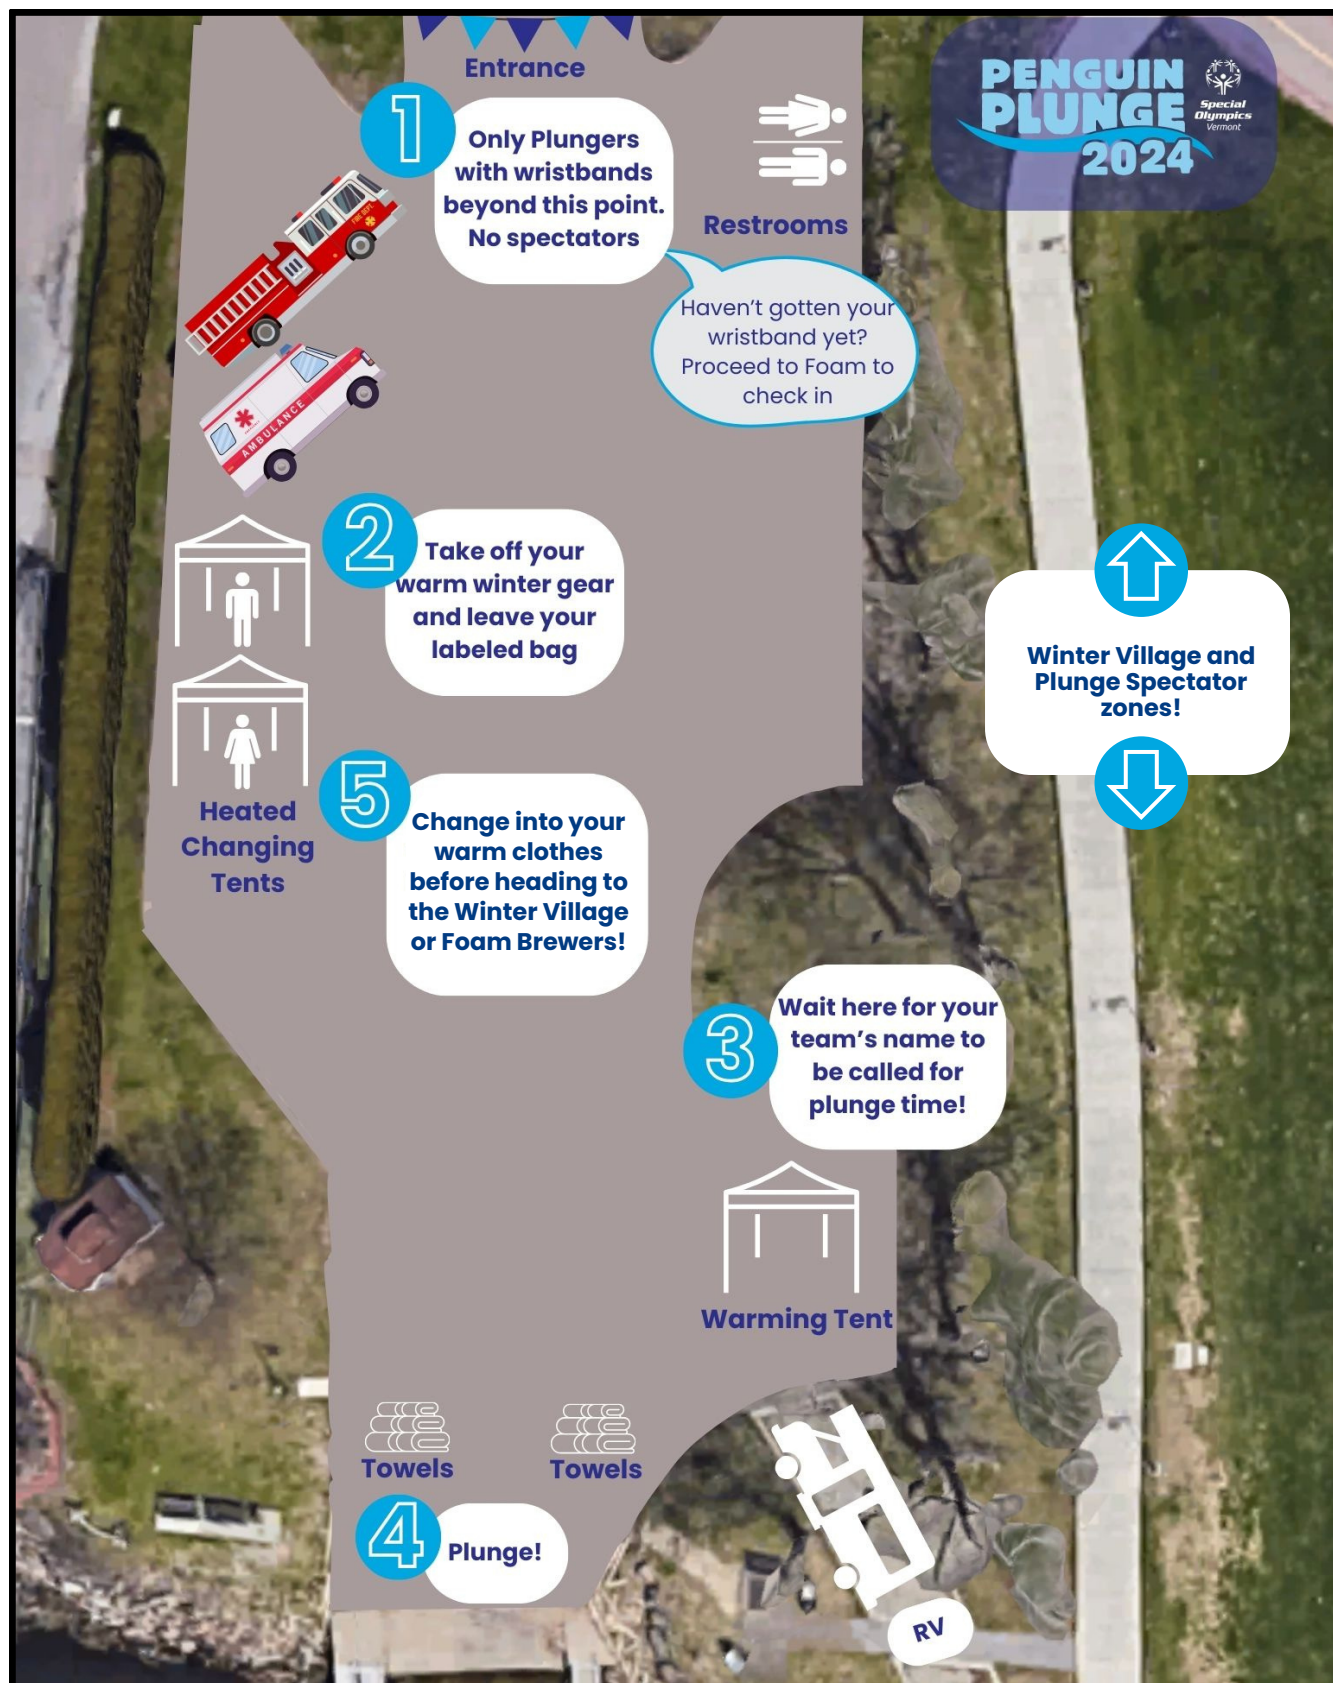 Entrance
1
Only Plungers
with wristbands
beyond this point.
No spectators
Restrooms
PENGUIN
PLUNGE
2024
Special
Olympics
Vermont
FIRE DEPT
Haven’t gotten your
wristband yet?
Proceed to Foam to
check in
AMBULANCE
2
Take off your
warm winter gear
and leave your
labeled bag
Winter Village and
Plunge Spectator
zones!
Heated
Changing
Tents
5
Change into your
warm clothes
before heading to
the Winter Village
or Foam Brewers!
3
Wait here for your
team’s name to
be called for
plunge time!
Warming Tent
Towels
Towels
4
Plunge!
RV